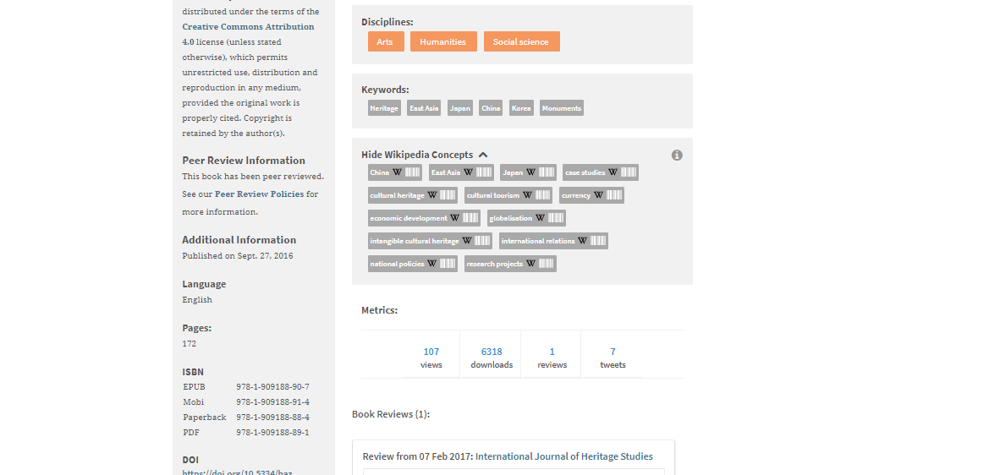 distributed under the terms of the
Creative Commons Attribution
4.0 license (unless stated
otherwise), which permits
unrestricted use, distribution and
reproduction in any medium,
provided the original work is
properly cited. Copyright is
retained by the author(s).
Peer Review Information
This book has been peer reviewed.
See our Peer Review Policies for
more information.
Additional Information
Published on Sept. 27, 2016
Language
English
Pages:
172
ISBN
EPUB 978-1-909188-90-7
Mobi 978-1-909188-91-4
Paperback 978-1-909188-88-4
PDF 978-1-909188-89-1
DOI
https://doi.org/10.5334/baz
Disciplines:
Arts Humanities Social science
Keywords:
Heritage East Asia Japan China Korea Monuments
Hide Wikipedia Concepts
China W East Asia W Japan W case studies W
cultural heritage W cultural tourism W currency W
economic development W globalisation W
intangible cultural heritage W international relations W
national policies W research projects W
Metrics:
107 6318 1 7
views downloads reviews tweets
Book Reviews (1):
Review from 07 Feb 2017: International Journal of Heritage Studies